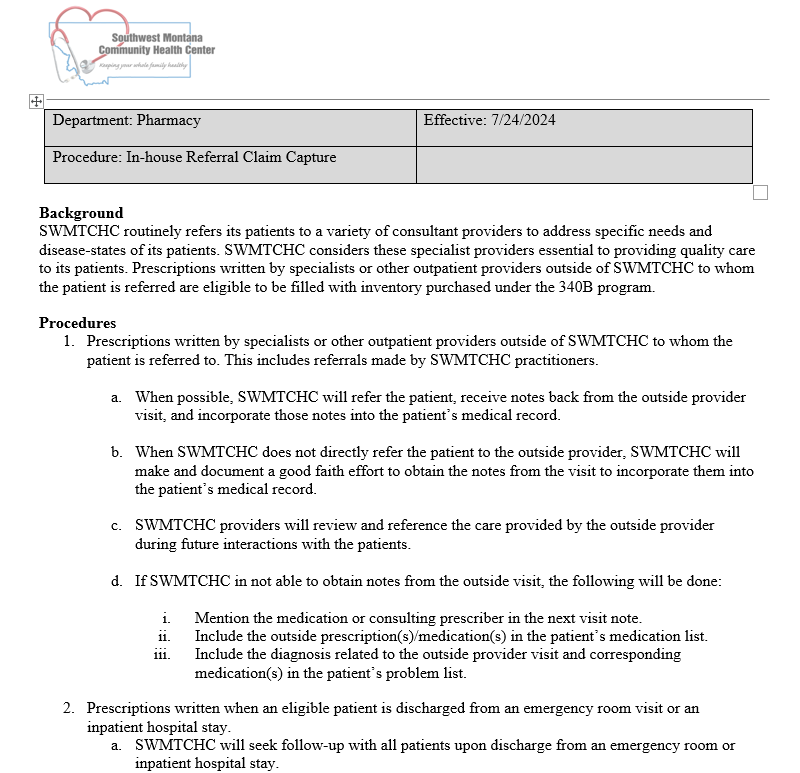 Southwest Montana
Community Health Center
Keeping your whole family healthy
Department: Pharmacy
Effective: 7/24/2024
Procedure: In-house Referral Claim Capture
Background
SWMTCHC routinely refers its patients to a variety of consultant providers to address specific needs and
disease-states of its patients. SWMTCHC considers these specialist providers essential to providing quality care
to its patients. Prescriptions written by specialists or other outpatient providers outside of SWMTCHC to whom
the patient is referred are eligible to be filled with inventory purchased under the 340B program.
Procedures
1. Prescriptions written by specialists or other outpatient providers outside of SWMTCHC to whom the
patient is referred to. This includes referrals made by SWMTCHC practitioners.
a. When possible, SWMTCHC will refer the patient, receive notes back from the outside provider
visit, and incorporate those notes into the patient's medical record.
b. When SWMTCHC does not directly refer the patient to the outside provider, SWMTCHC will
make and document a good faith effort to obtain the notes from the visit to incorporate them into
the patient's medical record.
c. SWMTCHC providers will review and reference the care provided by the outside provider
during future interactions with the patients.
d. If SWMTCHC in not able to obtain notes from the outside visit, the following will be done:
i. Mention the medication or consulting prescriber in the next visit note.
ii. Include the outside prescription(s)/medication(s) in the patient's medication list.
iii. Include the diagnosis related to the outside provider visit and corresponding
medication(s) in the patient's problem list.
2. Prescriptions written when an eligible patient is discharged from an emergency room visit or an
inpatient hospital stay.
a. SWMTCHC will seek follow-up with all patients upon discharge from an emergency room or
inpatient hospital stay.